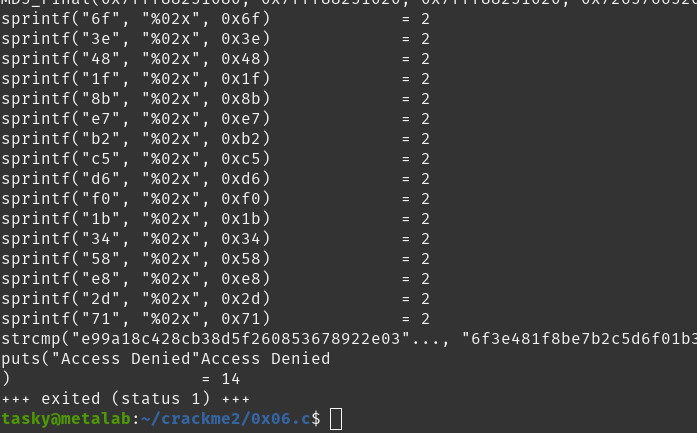 sprintf("6f", "%02x", 0x6f) = 2
sprintf("3e", "%02x", 0x3e) = 2
sprintf("48", "%02x", 0x48) = 2
sprintf("1f", "%02x", 0x1f) = 2
sprintf("8b", "%02x", 0x8b) = 2
sprintf("e7", "%02x", 0xe7) = 2
sprintf("b2", "%02x", 0xb2) = 2
sprintf("c5", "%02x", 0xc5) = 2
sprintf("d6", "%02x", 0xd6) = 2
sprintf("f0", "%02x", 0xf0) = 2
sprintf("1b", "%02x", 0x1b) = 2
sprintf("34", "%02x", 0x34) = 2
sprintf("58", "%02x", 0x58) = 2
sprintf("e8", "%02x", 0xe8) = 2
sprintf("2d", "%02x", 0x2d) = 2
sprintf("71", "%02x", 0x71) = 2
strcmp("e99a18c428cb38d5f260853678922e03"..., "6f3e481f8be7b2c5d6f01b3
puts("Access Denied"Access Denied
) = 14
+++ exited (status 1) +++
tasky@metalab:~/crackme2/0x06.c$